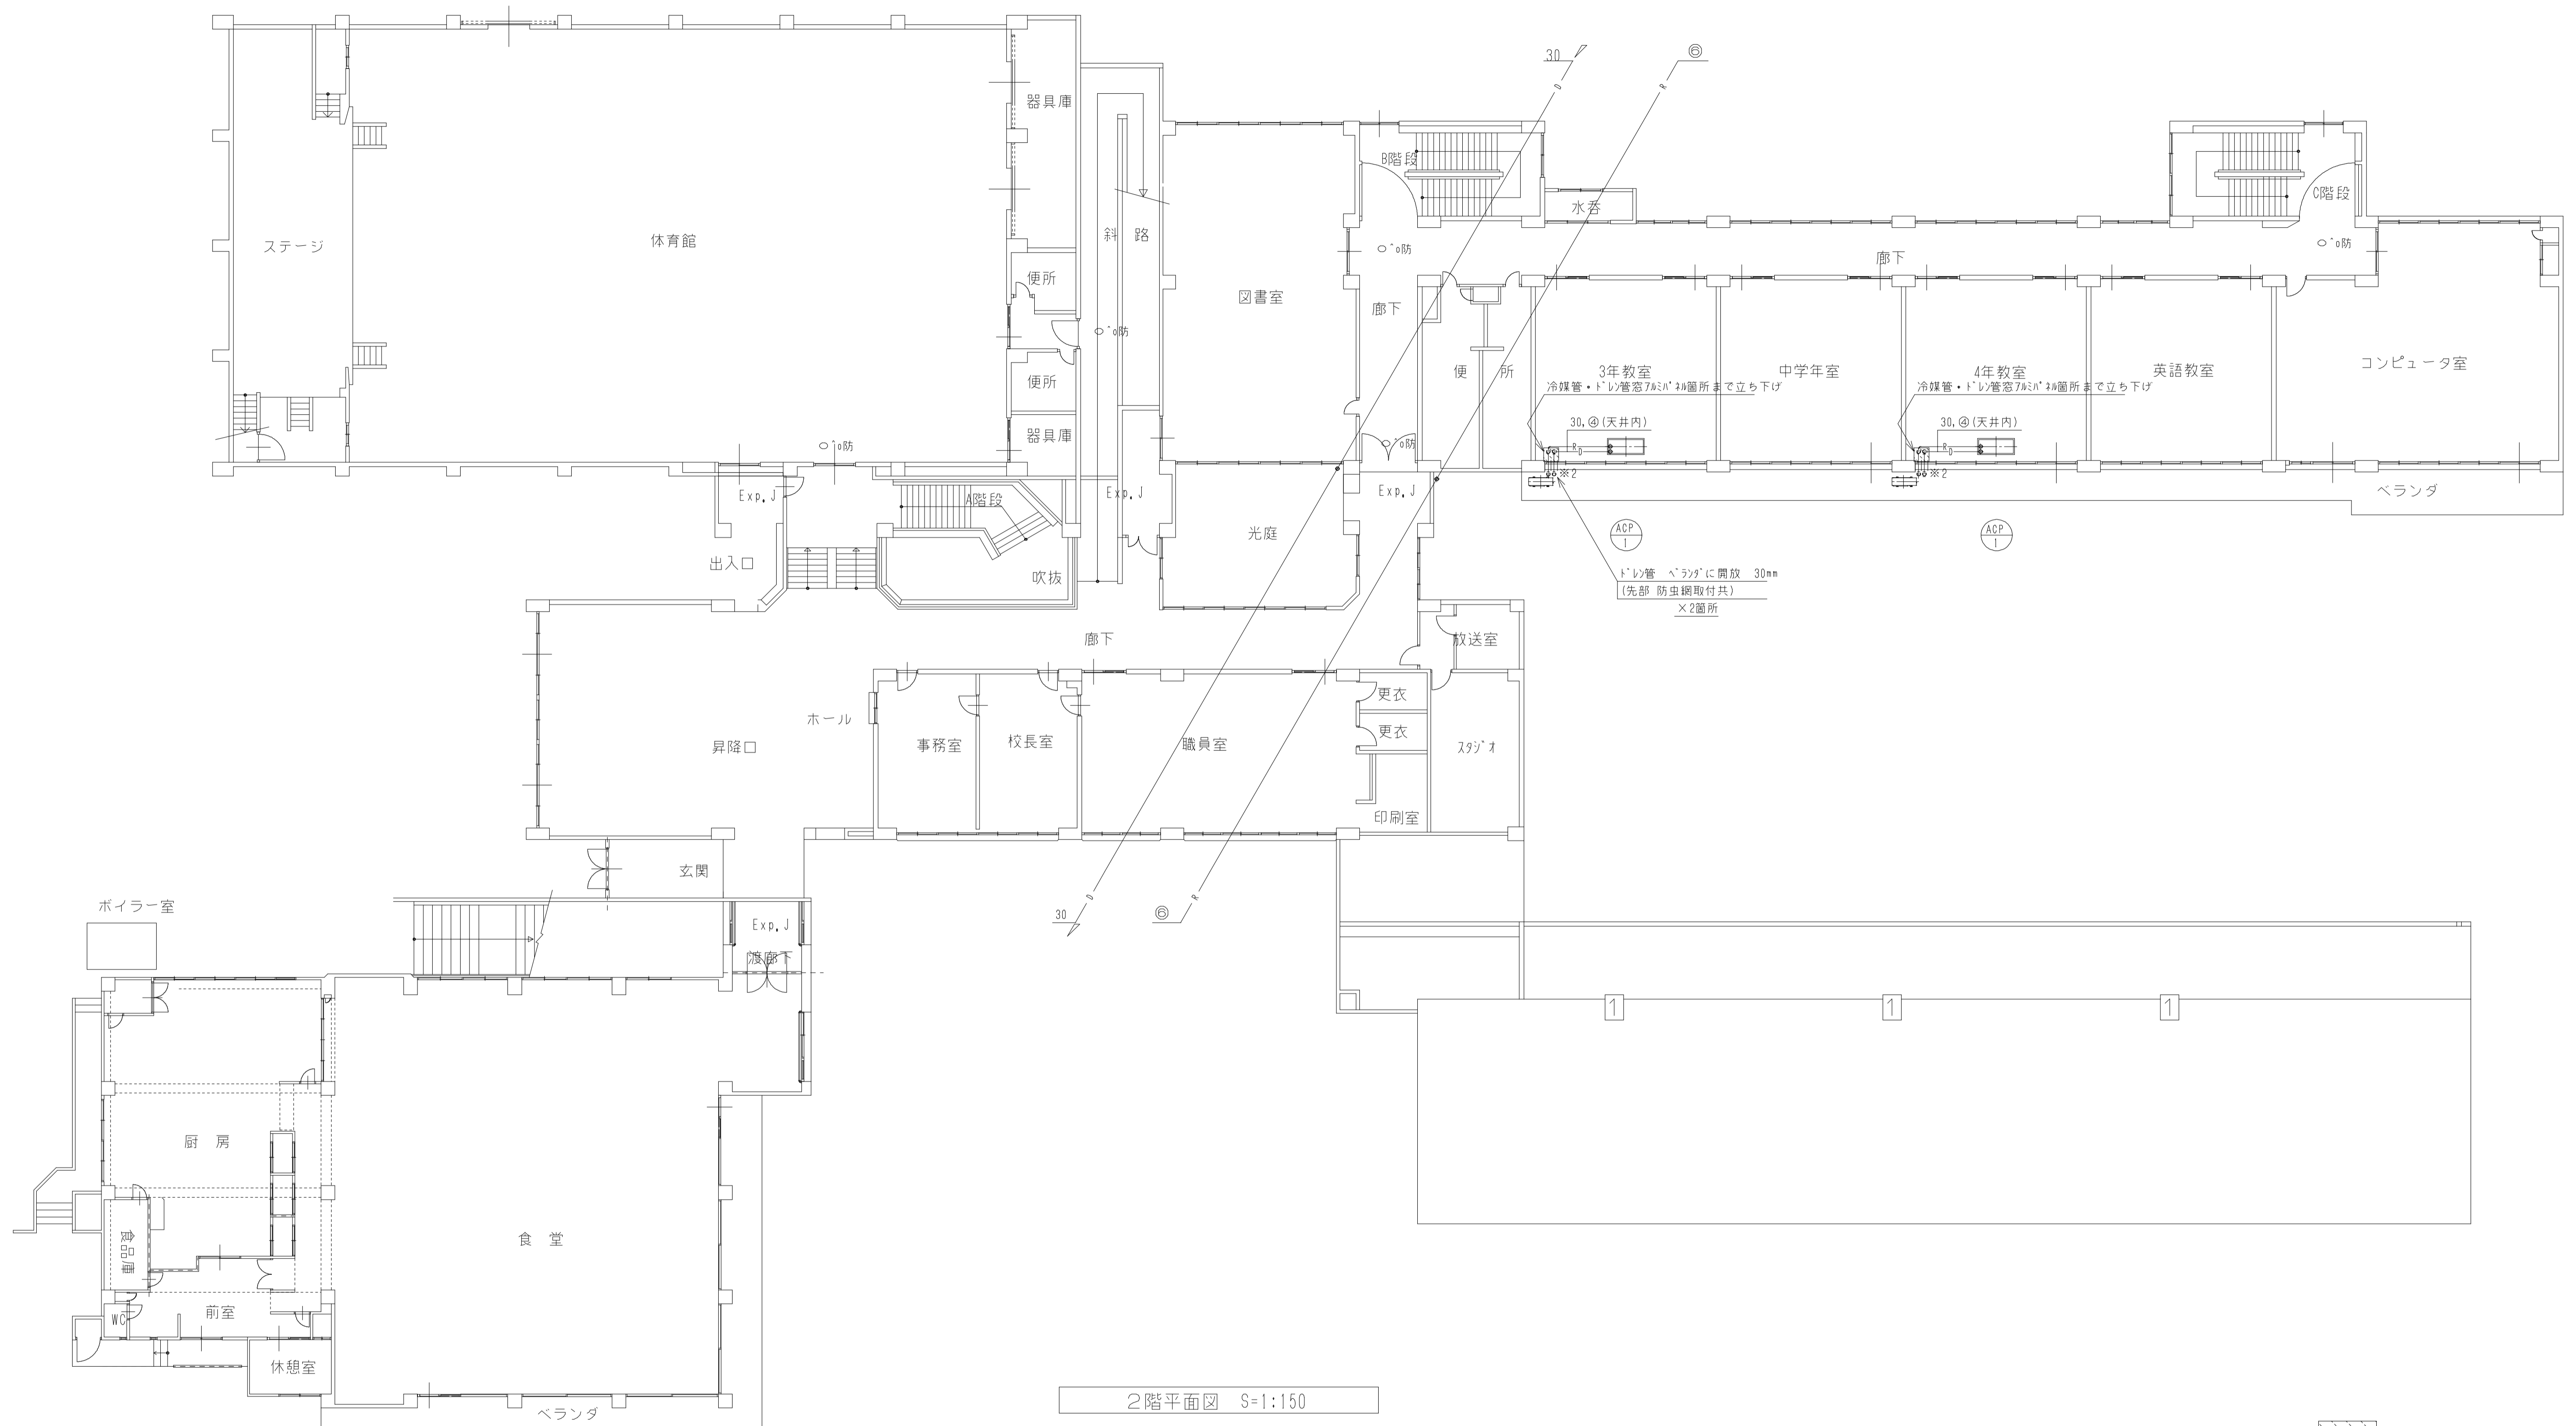 30
⑥
D
R
器具庫
B階段
C階段
水呑
ステージ
体育館
斜　路
防
防
廊下
便所
図書室
廊下
防
便　所
3年教室
中学年室
4年教室
英語教室
コンピュータ室
冷媒管・ドレン管窓アルミパネル箇所まで立ち下げ
冷媒管・ドレン管窓アルミパネル箇所まで立ち下げ
便所
30,④(天井内)
30,④(天井内)
器具庫
防
防
R
D
R
D
※2
※2
Exp,J
A階段
Exp,J
Exp,J
ベランダ
光庭
ACP
1
ACP
1
出入口
吹抜
ドレン管　ベランダに開放　30mm
(先部 防虫網取付共)
×2箇所
廊下
放送室
更衣
ホール
更衣
昇降口
事務室
校長室
職員室
スタジオ
印刷室
玄関
ボイラー室
D
R
30
⑥
Exp,J
渡廊下
1
1
1
厨　房
食品庫
食　堂
前室
WC
休憩室
ベランダ
2階平面図　S=1:150